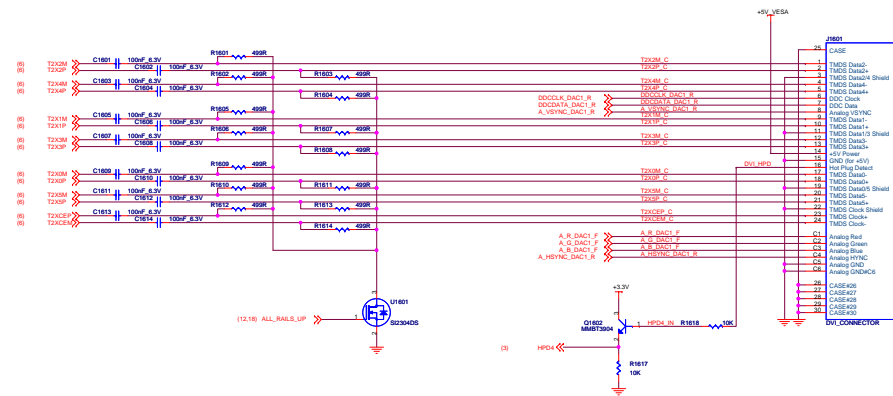 +5V_VESA
J1601
25 CASE
R1601 499R
C1601 100nF_6.3V
(6) T2X2M T2X2M_C 1 TMDS Data2-
C1602 100nF_6.3V
(6) T2X2P T2X2P_C 2 TMDS Data2+
R1602 499R R1603 499R 3 TMDS Data2/4 Shield
C1603 100nF_6.3V
(6) T2X4M T2X4M_C 4 TMDS Data4-
C1604 100nF_6.3V
(6) T2X4P T2X4P_C 5 TMDS Data4+
R1604 499R
DDCCLK_DAC1_R DDCCLK_DAC1_R 6 DDC Clock
DDCDATA_DAC1_R DDCDATA_DAC1_R 7 DDC Data
R1605 499R
A_VSYNC_DAC1_R A_VSYNC_DAC1_R 8 Analog VSYNC
C1605 100nF_6.3V
(6) T2X1M T2X1M_C 9 TMDS Data1-
C1606 100nF_6.3V
(6) T2X1P T2X1P_C 10 TMDS Data1+
R1606 499R R1607 499R 11 TMDS Data1/3 Shield
C1607 100nF_6.3V
(6) T2X3M T2X3M_C 12 TMDS Data3-
C1608 100nF_6.3V
(6) T2X3P T2X3P_C 13 TMDS Data3+
R1608 499R 14 +5V Power
15 GND (for +5V)
R1609 499R DVI_HPD 16 Hot Plug Detect
C1609 100nF_6.3V
(6) T2X0M T2X0M_C 17 TMDS Data0-
C1610 100nF_6.3V
(6) T2X0P T2X0P_C 18 TMDS Data0+
R1610 499R R1611 499R 19 TMDS Data0/5 Shield
C1611 100nF_6.3V
(6) T2X5M T2X5M_C 20 TMDS Data5-
C1612 100nF_6.3V
(6) T2X5P T2X5P_C 21 TMDS Data5+
R1612 499R R1613 499R 22 TMDS Clock Shield
C1613 100nF_6.3V
(6) T2XCEP T2XCEP_C 23 TMDS Clock+
C1614 100nF_6.3V
(6) T2XCEM T2XCEM_C 24 TMDS Clock-
R1614 499R
A_R_DAC1_F A_R_DAC1_F C1 Analog Red
A_G_DAC1_F A_G_DAC1_F C2 Analog Green
A_B_DAC1_F A_B_DAC1_F C3 Analog Blue
A_HSYNC_DAC1_R A_HSYNC_DAC1_R C4 Analog HYNC
C5 Analog GND
C6 Analog GND#C6
26 CASE#26
27 CASE#27
28 CASE#28
29 CASE#29
30 CASE#30
DVI_CONNECTOR
+3.3V
3
U1601
(12,18) ALL_RAILS_UP 1
SI2304DS
2
3
Q1602
MMBT3904
1 HPD4_IN R1618 10K
2
(3) HPD4
R1617
10K